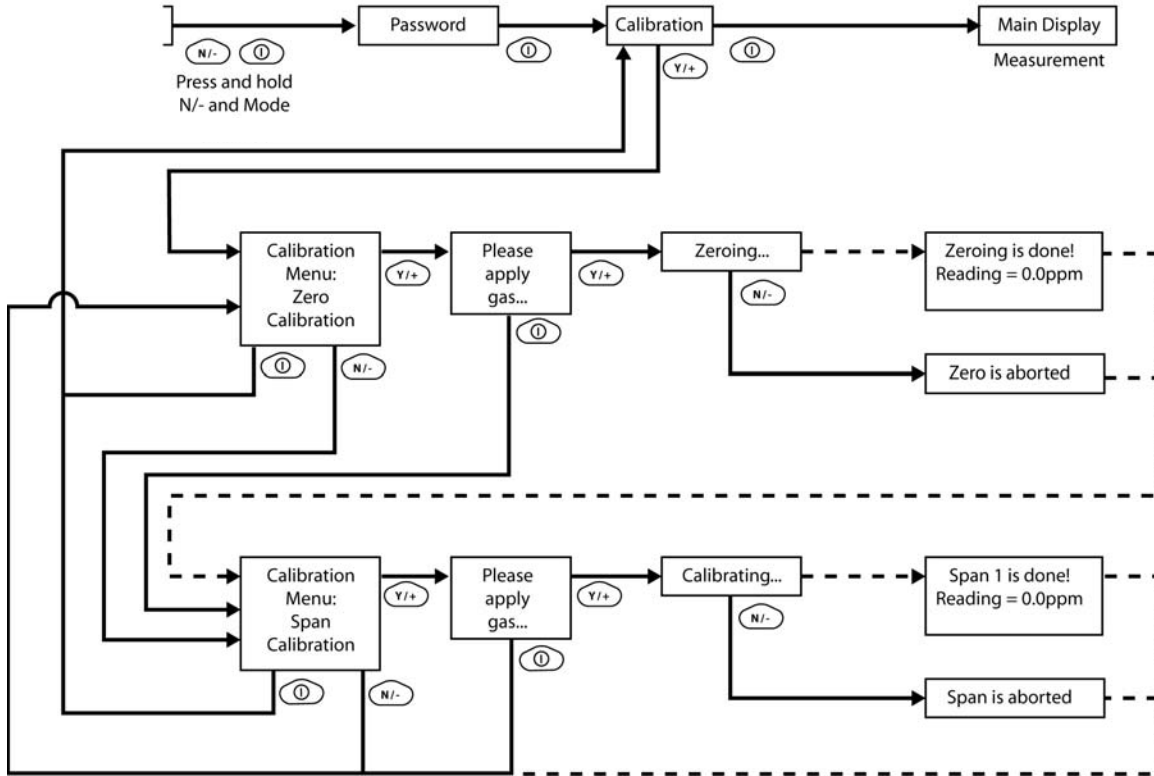 Password
Calibration
Main Display
N/-
Y/+
Press and hold
N/- and Mode
Measurement
Calibration
Menu:
Zero
Calibration
Y/+
Please
apply
gas...
Y/+
Zeroing...
N/-
Zeroing is done!
Reading = 0.0ppm
N/-
Zero is aborted
Calibration
Menu:
Span
Calibration
Y/+
Please
apply
gas...
Y/+
Calibrating...
N/-
Span 1 is done!
Reading = 0.0ppm
N/-
Span is aborted